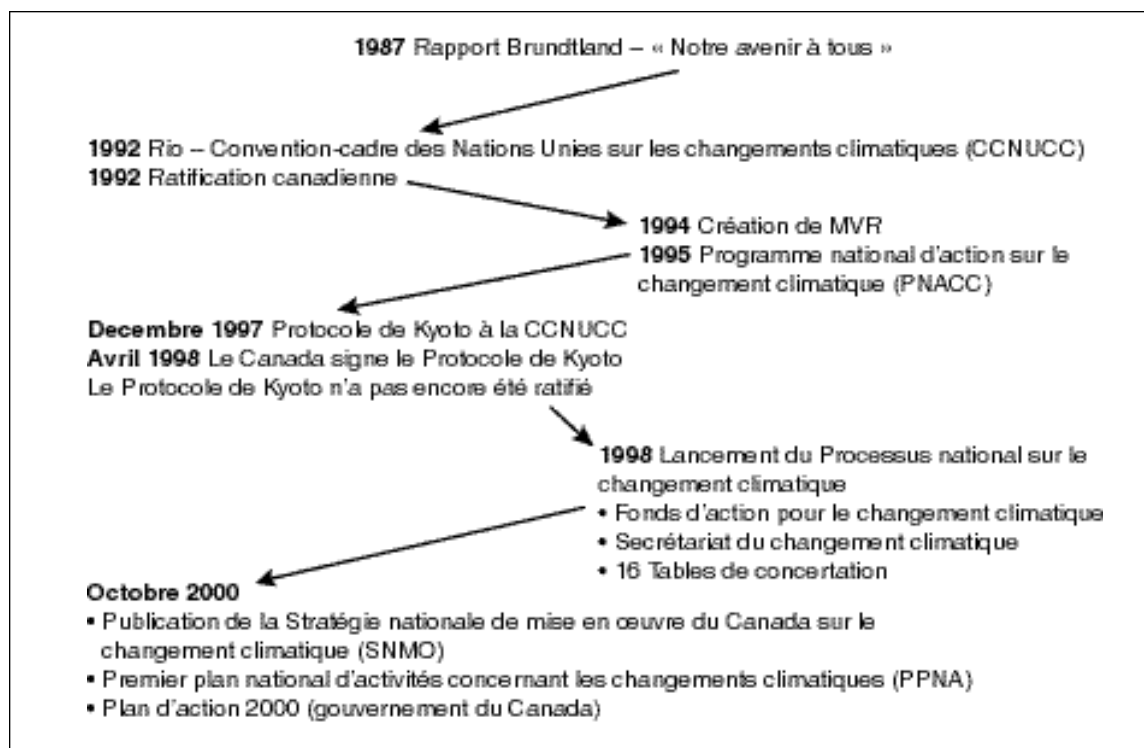 1987 Rapport Brundtland – « Notre avenir à tous »
1992 Rio – Convention-cadre des Nations Unies sur les changements climatiques (CCNUCC)
1992 Ratification canadienne
1994 Création de MVR
1995 Programme national d'action sur le
changement climatique (PNACC)
Decembre 1997 Protocole de Kyoto à la CCNUCC
Avril 1998 Le Canada signe le Protocole de Kyoto
Le Protocole de Kyoto n'a pas encore été ratifié
1998 Lancement du Processus national sur le
changement climatique
• Fonds d'action pour le changement climatique
• Secrétariat du changement climatique
• 16 Tables de concertation
Octobre 2000
• Publication de la Stratégie nationale de mise en œuvre du Canada sur le
changement climatique (SNMO)
• Premier plan national d'activités concernant les changements climatiques (PPNA)
• Plan d'action 2000 (gouvernement du Canada)